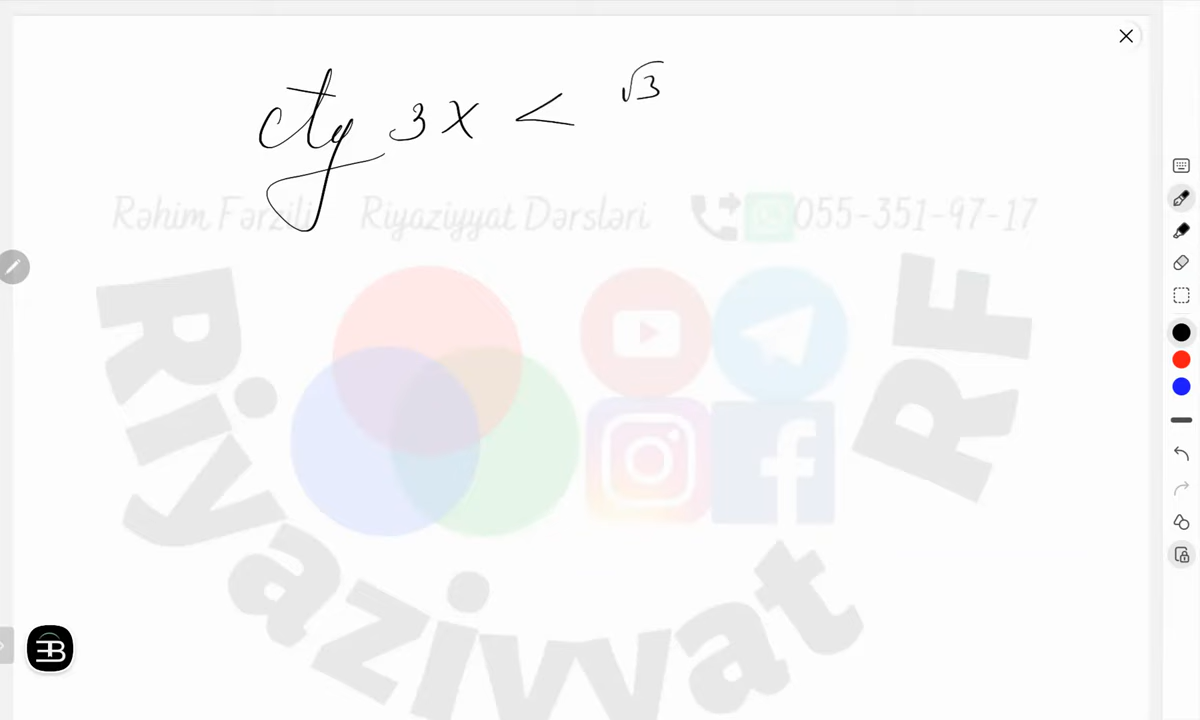 ctg 3x < √3
Rəhim Fərzili Riyaziyyat Dərsləri 055-351-97-17
Riyaziyyat RF